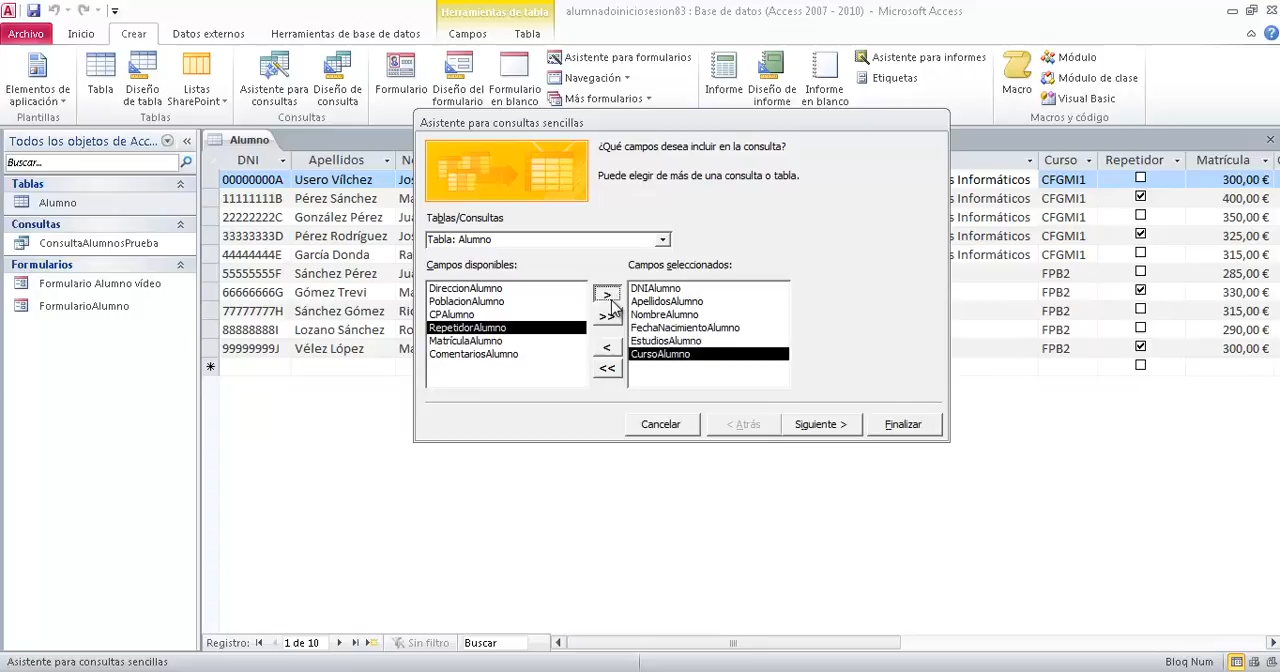 Herramientas de tabla
alumnadoiniciosesion83 : Base de datos (Access 2007 - 2010) - Microsoft Access
Archivo Inicio Crear Datos externos Herramientas de base de datos Campos Tabla
Elementos de aplicación
Plantillas
Tabla
Diseño de tabla
Listas SharePoint
Tablas
Asistente para consultas
Diseño de consulta
Consultas
Formulario
Diseño del formulario
Formulario en blanco
Asistente para formularios
Navegación
Más formularios
Informe
Diseño de informe
Informe en blanco
Asistente para informes
Etiquetas
Macro
Módulo
Módulo de clase
Visual Basic
Macros y código
Todos los objetos de Acc...
Buscar...
Tablas
Alumno
Consultas
ConsultaAlumnosPrueba
Formularios
Formulario Alumno vídeo
FormularioAlumno
Alumno
DNI Apellidos Curso Repetidor Matrícula
00000000A Usero Vílchez s Informáticos CFGMI1 300,00 €
11111111B Pérez Sánchez s Informáticos CFGMI1 400,00 €
22222222C González Pérez s Informáticos CFGMI1 350,00 €
33333333D Pérez Rodríguez s Informáticos CFGMI1 325,00 €
44444444E García Donda s Informáticos CFGMI1 315,00 €
55555555F Sánchez Pérez FPB2 285,00 €
66666666G Gómez Trevi FPB2 330,00 €
77777777H Sánchez Gómez FPB2 315,00 €
88888888I Lozano Sánchez FPB2 290,00 €
99999999J Vélez López FPB2 300,00 €
Asistente para consultas sencillas
¿Qué campos desea incluir en la consulta?
Puede elegir de más de una consulta o tabla.
Tablas/Consultas
Tabla: Alumno
Campos disponibles:
DireccionAlumno
PoblacionAlumno
CPAlumno
RepetidorAlumno
MatrículaAlumno
ComentariosAlumno
>
>>
<
<<
Campos seleccionados:
DNIAlumno
ApellidosAlumno
NombreAlumno
FechaNacimientoAlumno
EstudiosAlumno
CursoAlumno
Cancelar < Atrás Siguiente > Finalizar
Registro: 1 de 10 Sin filtro Buscar
Asistente para consultas sencillas
Bloq Num